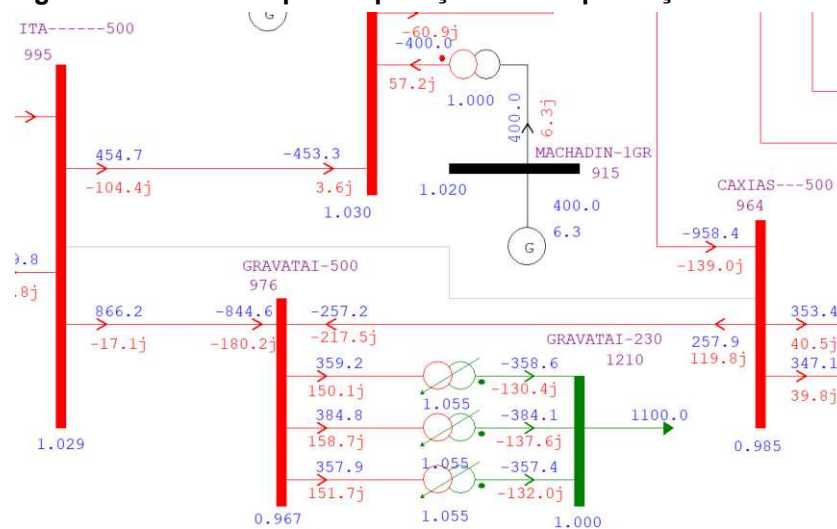 G
ITA------500
995
-60.9j
-400.0
57.2j
1.000
400.0
6.3j
454.7
-104.4j
-453.3
3.6j
1.030
MACHADIN-1GR
915
1.020
400.0
6.3
G
CAXIAS---500
964
-958.4
-139.0j
9.8
.8j
GRAVATAI-500
976
866.2
-17.1j
-844.6
-180.2j
-257.2
-217.5j
257.9
119.8j
353.4
40.5j
347.1
39.8j
GRAVATAI-230
1210
359.2
150.1j
1.055
-358.6
-130.4j
384.8
158.7j
1.055
-384.1
-137.6j
1100.0
357.9
151.7j
1.055
-357.4
-132.0j
1.029
0.967
1.000
0.985